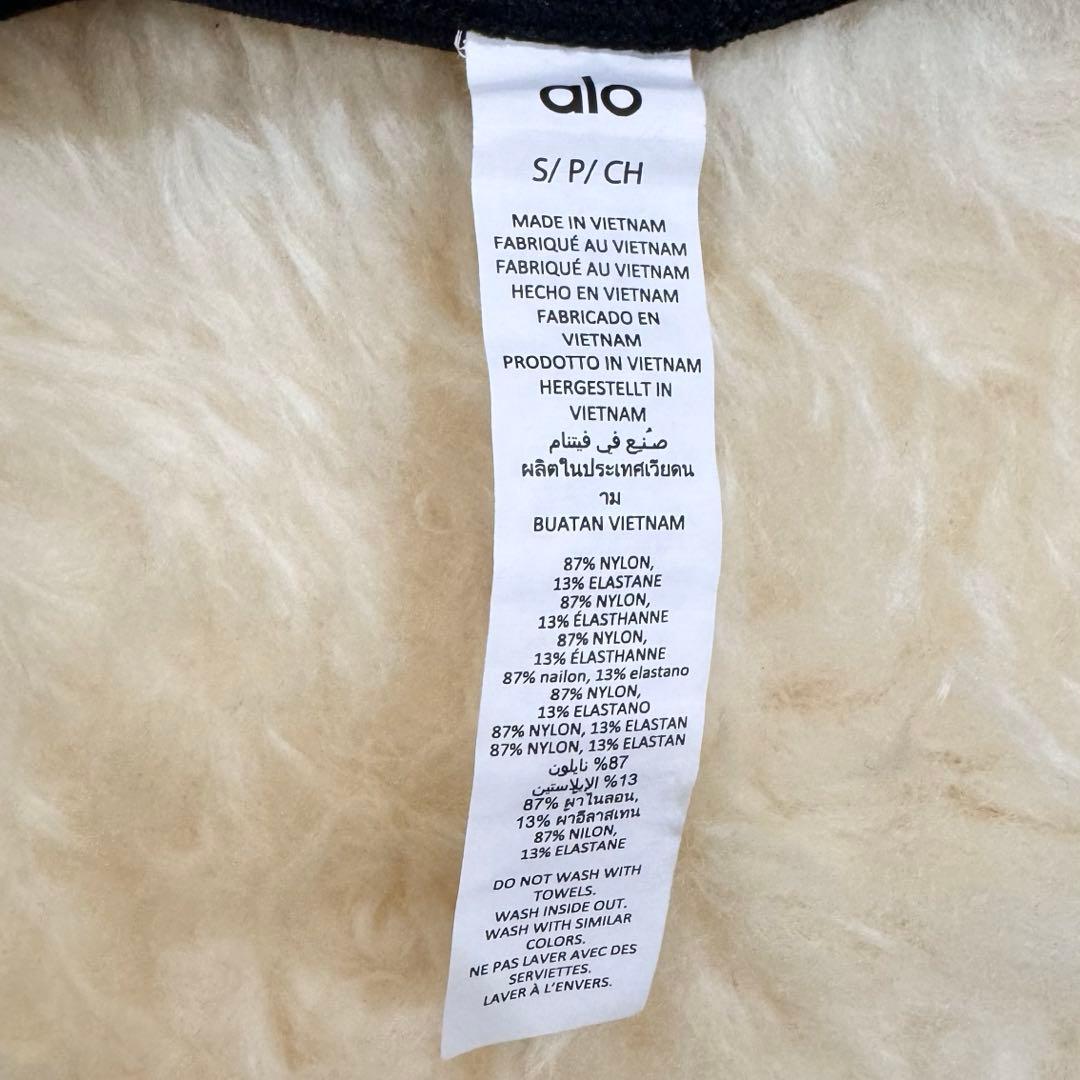 alo
S/ P/ CH
MADE IN VIETNAM
FABRIQUÉ AU VIETNAM
FABRIQUÉ AU VIETNAM
HECHO EN VIETNAM
FABRICADO EN
VIETNAM
PRODOTTO IN VIETNAM
HERGESTELLT IN
VIETNAM
صُنِع في فيتنام
ผลิตในประเทศเวียดน
าม
BUATAN VIETNAM
87% NYLON,
13% ELASTANE
87% NYLON,
13% ÉLASTHANNE
87% NYLON,
13% ÉLASTHANNE
87% nailon, 13% elastano
87% NYLON,
13% ELASTANO
87% NYLON, 13% ELASTAN
87% NYLON, 13% ELASTAN
87% نايلون
13% الإيلاستين
87% ผ้าไนลอน,
13% ผ้าอีลาสเทน
87% NILON,
13% ELASTANE
DO NOT WASH WITH
TOWELS.
WASH INSIDE OUT.
WASH WITH SIMILAR
COLORS.
NE PAS LAVER AVEC DES
SERVIETTES.
LAVER À L'ENVERS.